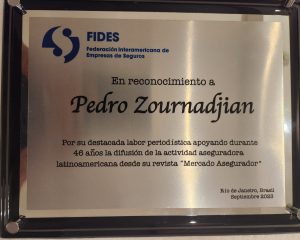 FIDES
Federación Interamericana de
Empresas de Seguros
En reconocimiento a
Pedro Zournadjian
Por su destacada labor periodística apoyando durante
46 años la difusión de la actividad aseguradora
latinoamericana desde su revista "Mercado Asegurador"
Río de Janeiro, Brasil
Septiembre 2023